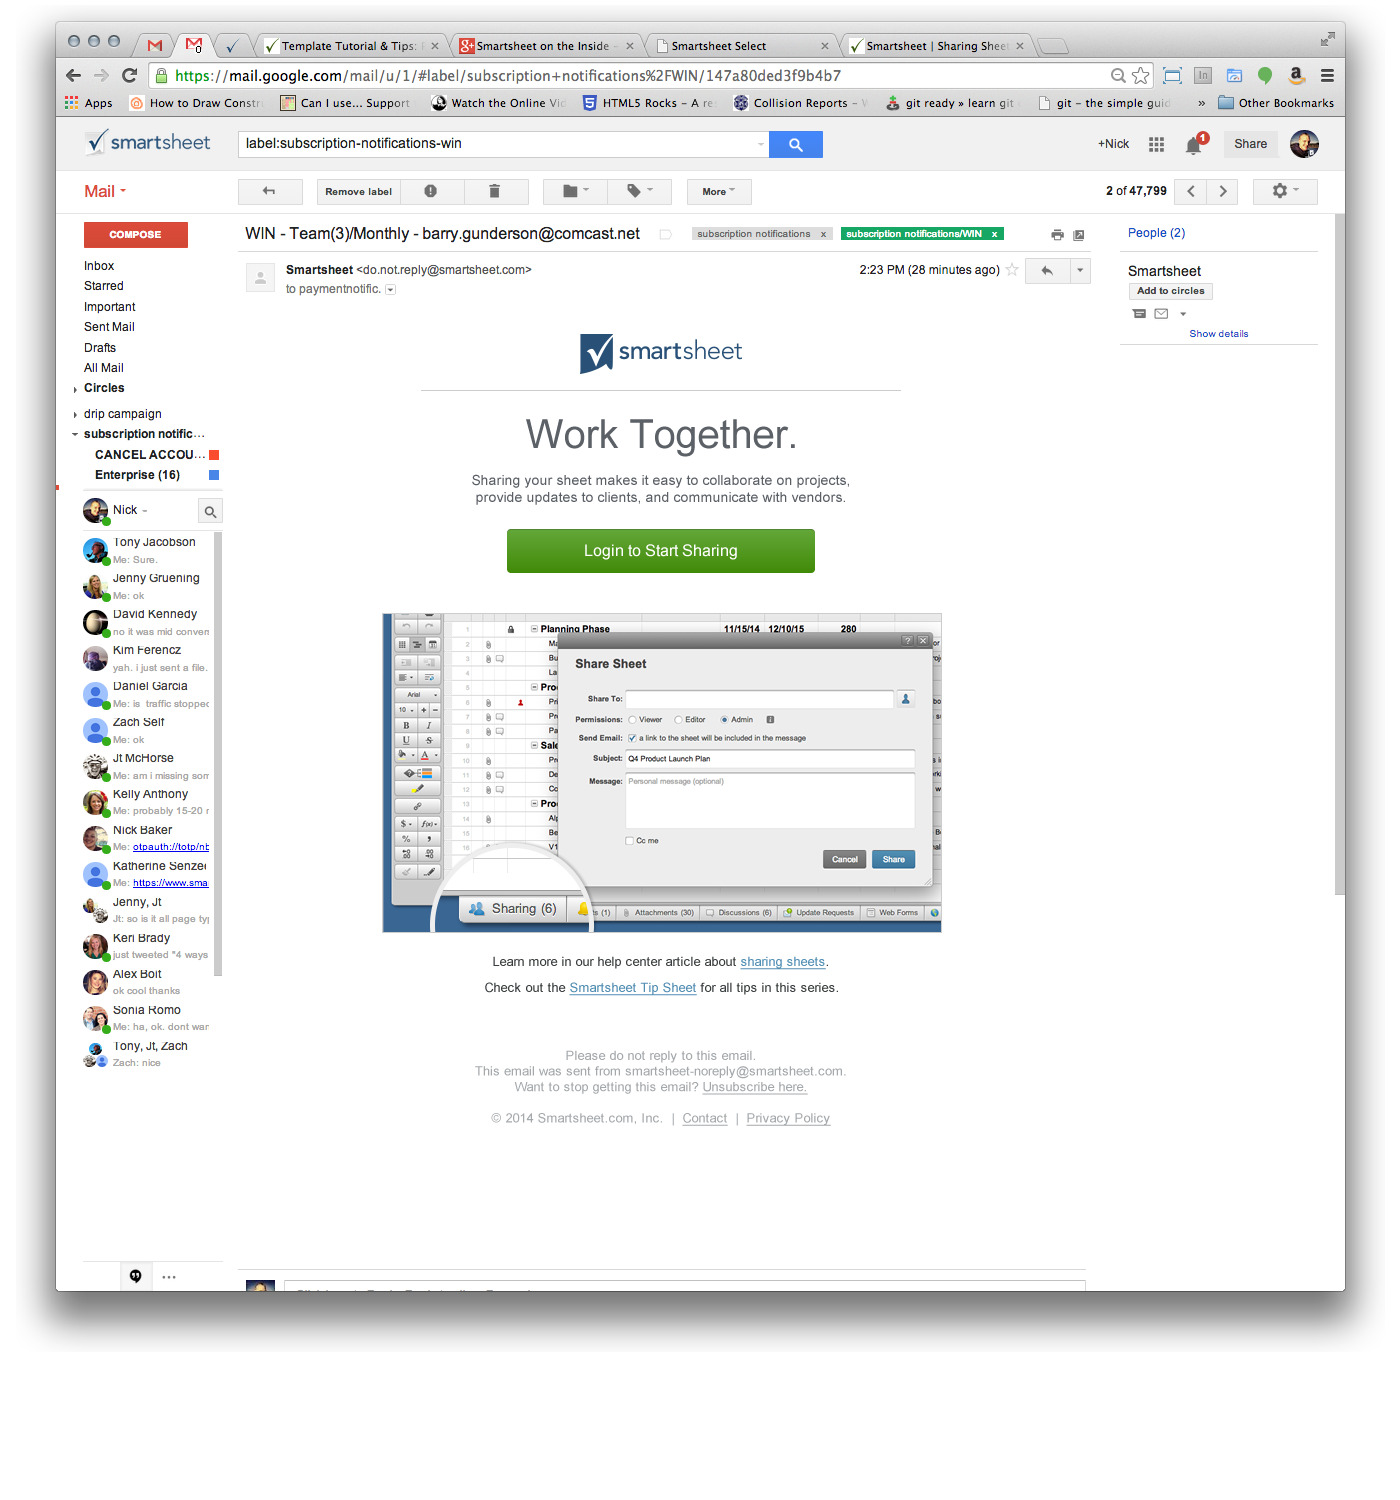 Template Tutorial & Tips:
Smartsheet on the Inside -
Smartsheet Select
Smartsheet | Sharing Shee
https://mail.google.com/mail/u/1/#label/subscription+notifications%2FWIN/147a80ded3f9b4b7
Apps
How to Draw Constru
Can I use... Support
Watch the Online Vid
HTML5 Rocks – A re
Collision Reports –
git ready » learn git
git – the simple guid
»
Other Bookmarks
smartsheet
label:subscription-notifications-win
+Nick
1
Share
Mail
Remove label
More
2 of 47,799
COMPOSE
Inbox
Starred
Important
Sent Mail
Drafts
All Mail
Circles
drip campaign
subscription notific…
CANCEL ACCOU…
Enterprise (16)
Nick
Tony Jacobson
Me: Sure.
Jenny Gruening
Me: ok
David Kennedy
no it was mid conven
Kim Ferencz
yah. i just sent a file.
Daniel Garcia
Me: is traffic stopped
Zach Self
Me: ok
Jt McHorse
Me: am i missing som
Kelly Anthony
Me: probably 15-20 r
Nick Baker
Me: otpauth://totp/nb
Katherine Senzee
Me: https://www.sma
Jenny, Jt
Jt: so is it all page typ
Keri Brady
just tweeted "4 ways
Alex Bolt
ok cool thanks
Sonia Romo
Me: ha, ok. dont wan
Tony, Jt, Zach
Zach: nice
WIN - Team(3)/Monthly - barry.gunderson@comcast.net
subscription notifications x
subscription notifications/WIN x
Smartsheet <do.not.reply@smartsheet.com>
2:23 PM (28 minutes ago)
to paymentnotific.
People (2)
Smartsheet
Add to circles
Show details
smartsheet
Work Together.
Sharing your sheet makes it easy to collaborate on projects,
provide updates to clients, and communicate with vendors.
Login to Start Sharing
Planning Phase 11/15/14 12/10/15 280
Share Sheet
Share To:
Permissions: Viewer Editor Admin
Send Email: a link to the sheet will be included in the message
Subject: Q4 Product Launch Plan
Message: Personal message (optional)
Cc me
Cancel Share
Arial
10
B I
U S
Sharing (6)
Attachments (30)
Discussions (6)
Update Requests
Web Forms
Learn more in our help center article about sharing sheets.
Check out the Smartsheet Tip Sheet for all tips in this series.
Please do not reply to this email.
This email was sent from smartsheet-noreply@smartsheet.com.
Want to stop getting this email? Unsubscribe here.
© 2014 Smartsheet.com, Inc. | Contact | Privacy Policy